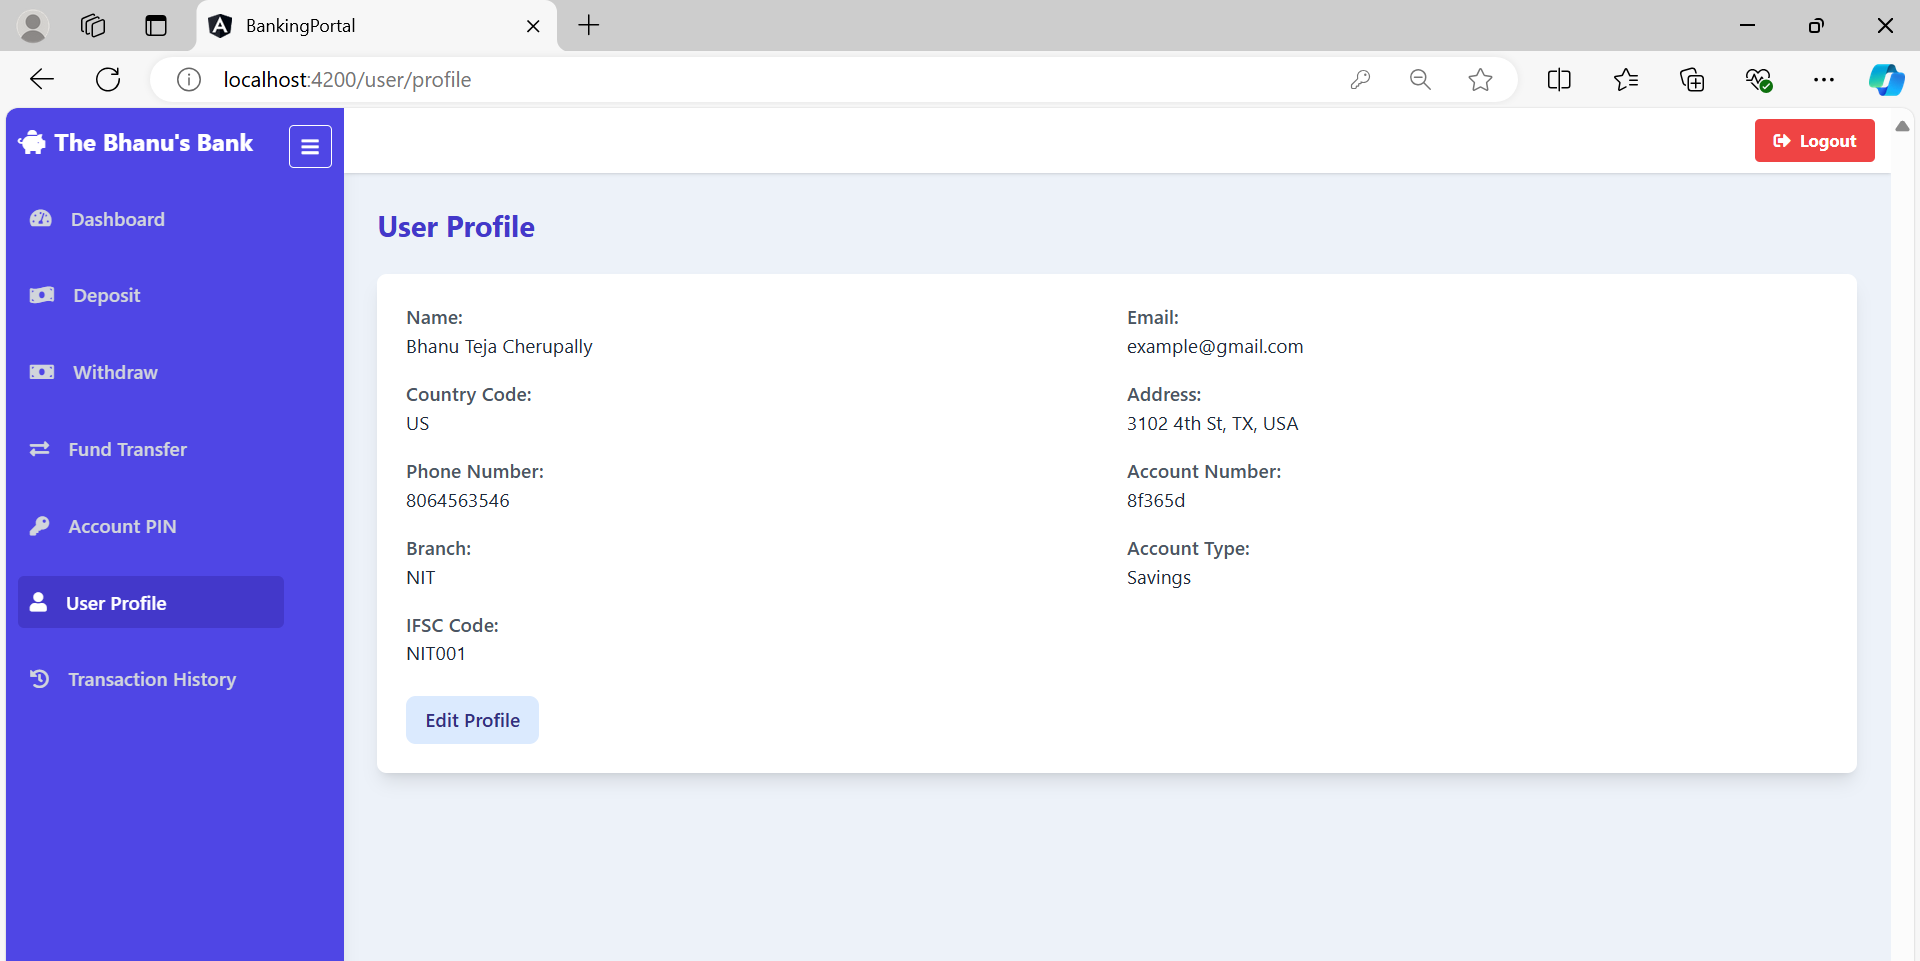 BankingPortal
localhost:4200/user/profile
The Bhanu's Bank
Logout
Dashboard
Deposit
Withdraw
Fund Transfer
Account PIN
User Profile
Transaction History
User Profile
Name:
Bhanu Teja Cherupally
Email:
example@gmail.com
Country Code:
US
Address:
3102 4th St, TX, USA
Phone Number:
8064563546
Account Number:
8f365d
Branch:
NIT
Account Type:
Savings
IFSC Code:
NIT001
Edit Profile